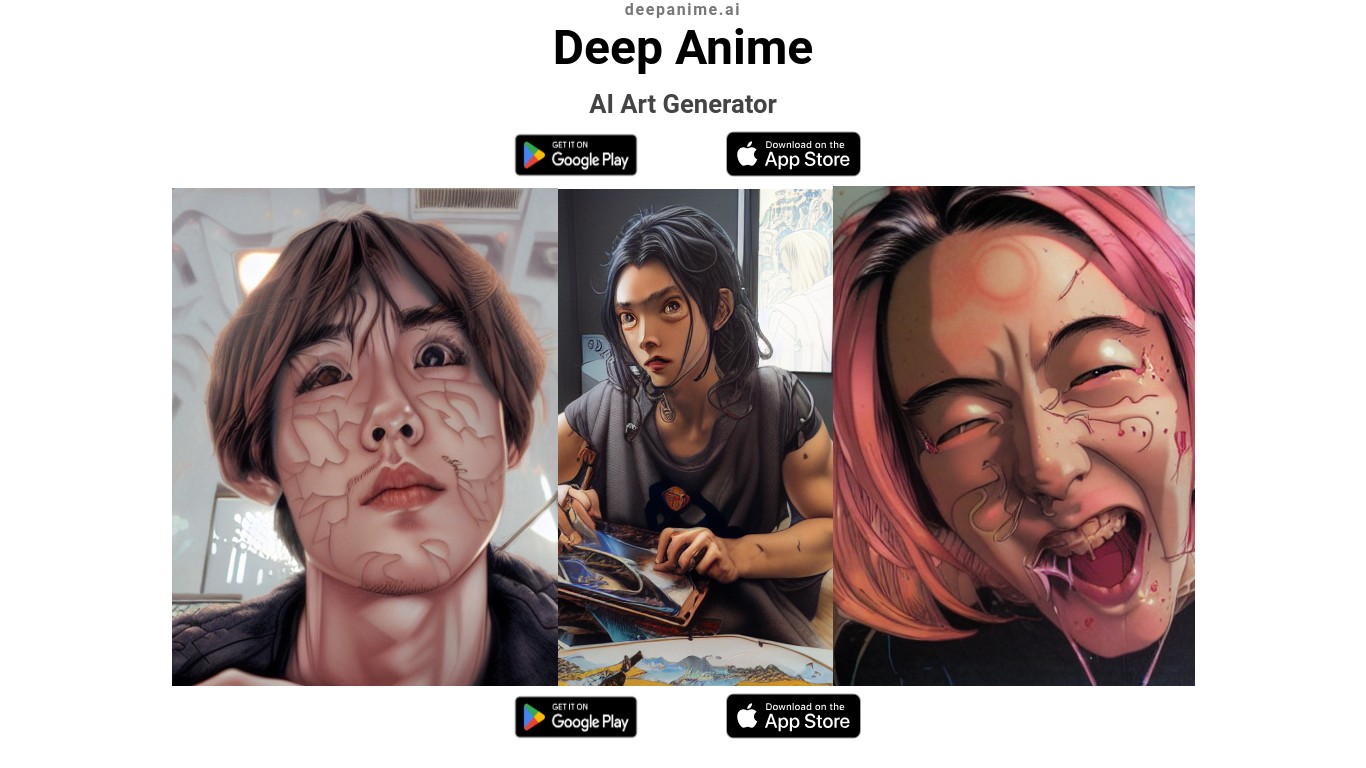 deepanime.ai
Deep Anime
AI Art Generator
GET IT ON
Google Play
Download on the
App Store
GET IT ON
Google Play
Download on the
App Store